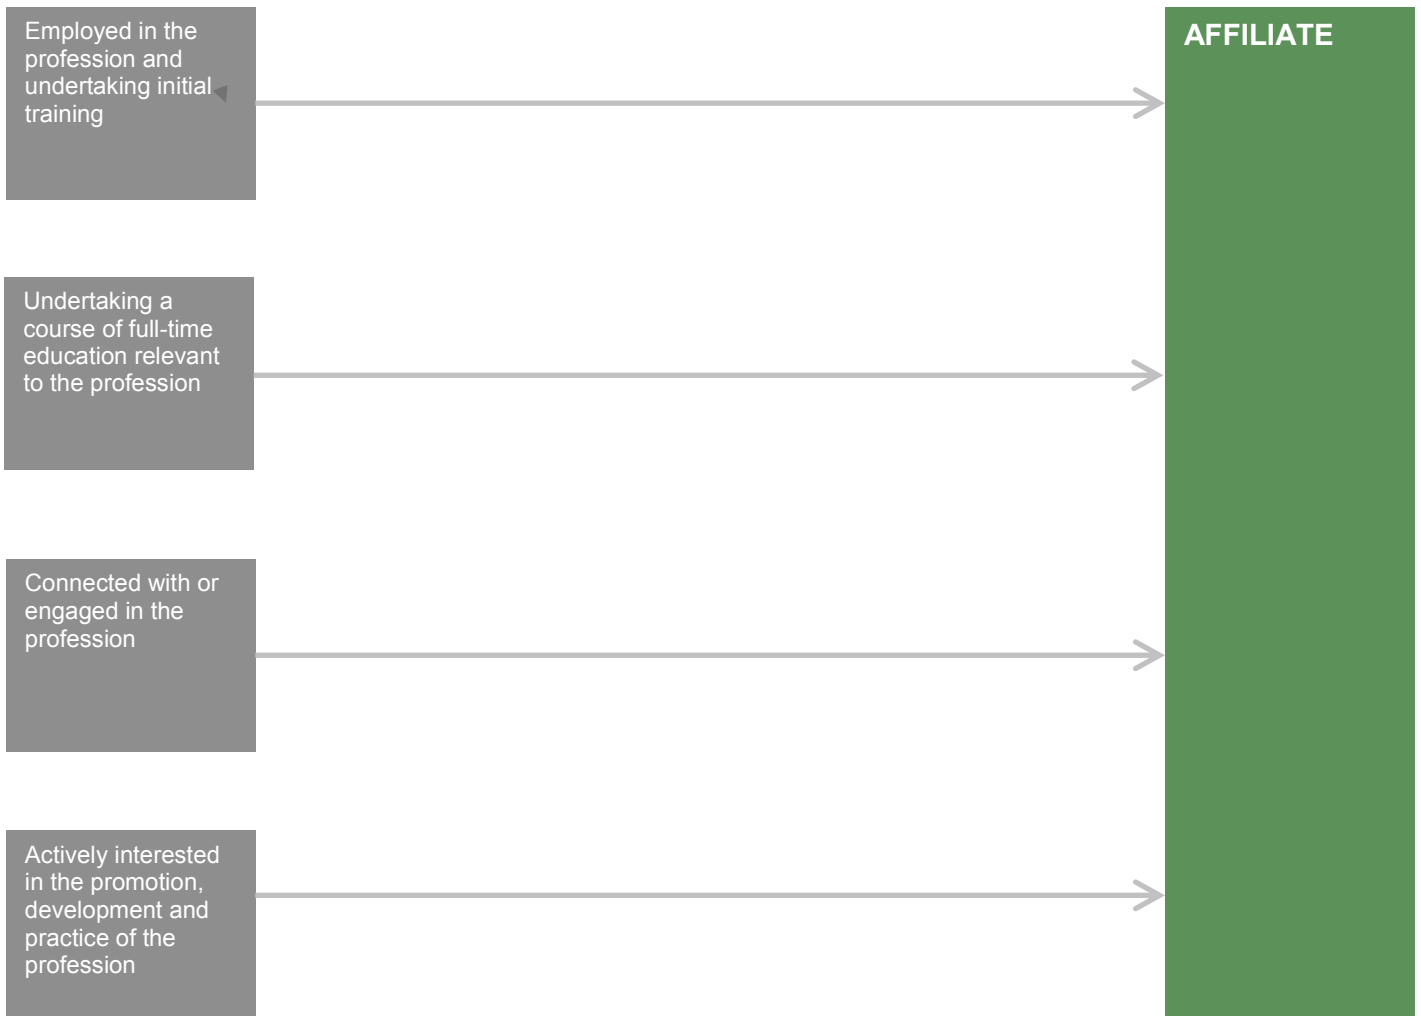 Employed in the
profession and
undertaking initial
training
AFFILIATE
Undertaking a
course of full-time
education relevant
to the profession
Connected with or
engaged in the
profession
Actively interested
in the promotion,
development and
practice of the
profession